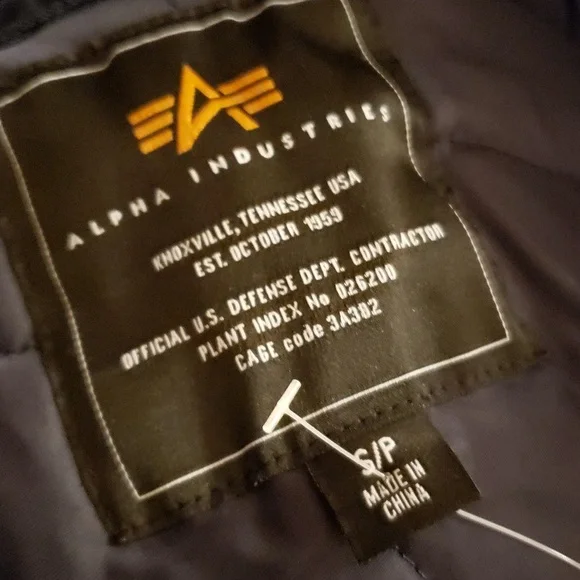 ALPHA INDUSTRIES
KNOXVILLE, TENNESSEE USA
EST. OCTOBER 1959
OFFICIAL U.S. DEFENSE DEPT. CONTRACTOR
PLANT INDEX No 026200
CAGE code 3A3D2
S/P
MADE IN
CHINA